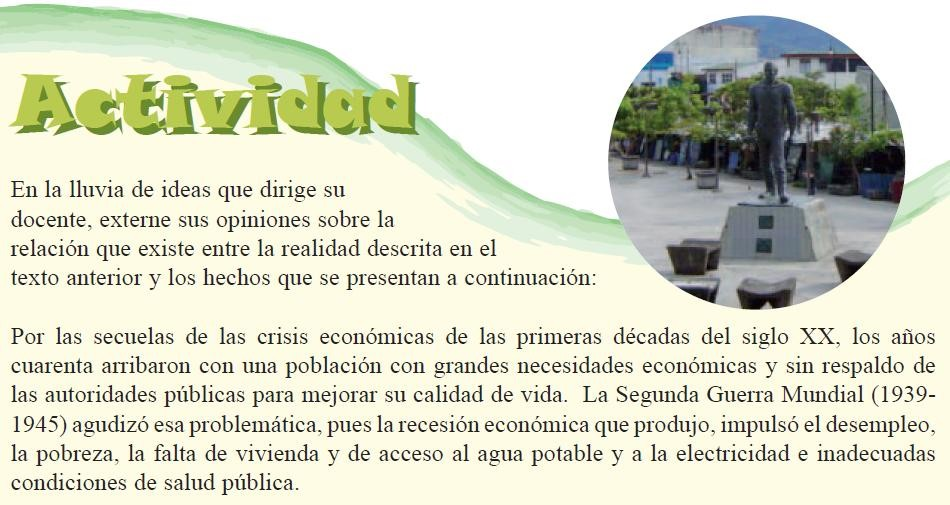 Actividad
En la lluvia de ideas que dirige su
docente, externe sus opiniones sobre la
relación que existe entre la realidad descrita en el
texto anterior y los hechos que se presentan a continuación:
Por las secuelas de las crisis económicas de las primeras décadas del siglo XX, los años
cuarenta arribaron con una población con grandes necesidades económicas y sin respaldo de
las autoridades públicas para mejorar su calidad de vida. La Segunda Guerra Mundial (1939-
1945) agudizó esa problemática, pues la recesión económica que produjo, impulsó el desempleo,
la pobreza, la falta de vivienda y de acceso al agua potable y a la electricidad e inadecuadas
condiciones de salud pública.